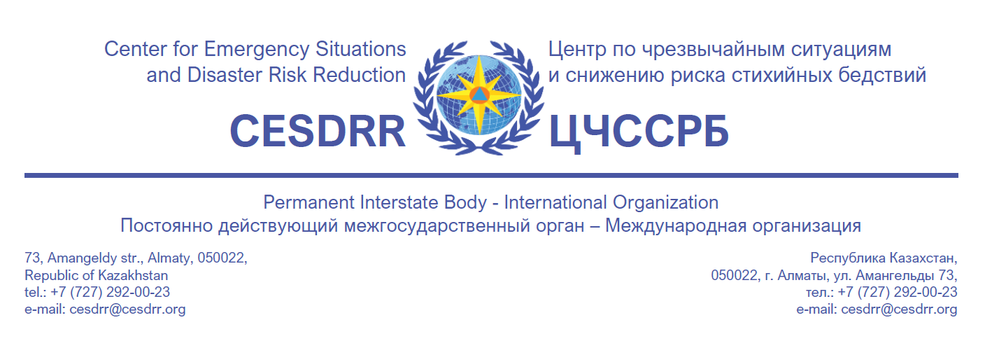 Center for Emergency Situations
and Disaster Risk Reduction
CESDRR
Центр по чрезвычайным ситуациям
и снижению риска стихийных бедствий
ЦЧССРБ
Permanent Interstate Body - International Organization
Постоянно действующий межгосударственный орган – Международная организация
73, Amangeldy str., Almaty, 050022,
Republic of Kazakhstan
tel.: +7 (727) 292-00-23
e-mail: cesdrr@cesdrr.org
Республика Казахстан,
050022, г. Алматы, ул. Амангельды 73,
тел.: +7 (727) 292-00-23
e-mail: cesdrr@cesdrr.org